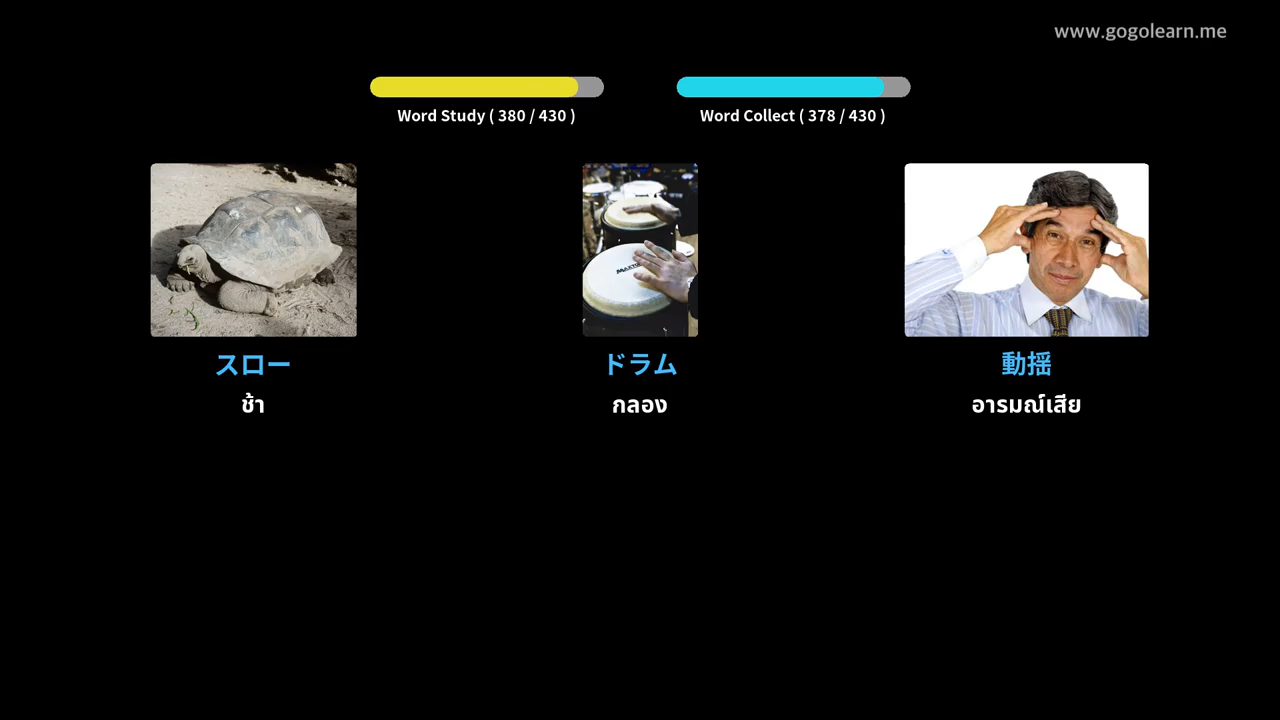 www.gogolearn.me
Word Study ( 380 / 430 )
Word Collect ( 378 / 430 )
スロー
ドラム
動揺
ช้า
กลอง
อารมณ์เสีย